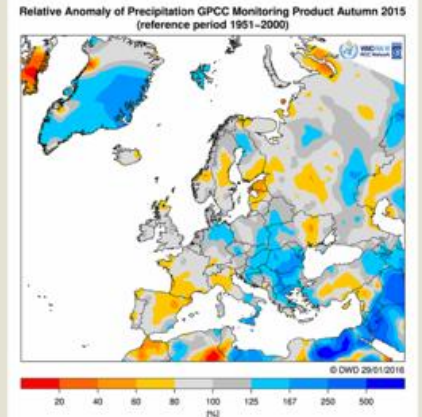 Relative Anomaly of Precipitation GPCC Monitoring Product Autumn 2015
(reference period 1951–2000)
© DWD 29/01/2016
20 40 60 80 100 125 167 250 500
[%]